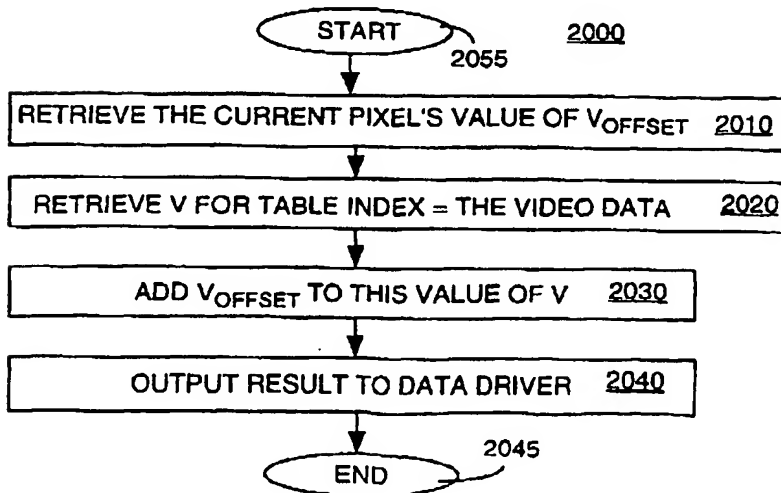 START
2055
2000
RETRIEVE THE CURRENT PIXEL'S VALUE OF VOFFSET 2010
RETRIEVE V FOR TABLE INDEX = THE VIDEO DATA 2020
ADD VOFFSET TO THIS VALUE OF V 2030
OUTPUT RESULT TO DATA DRIVER 2040
2045
END